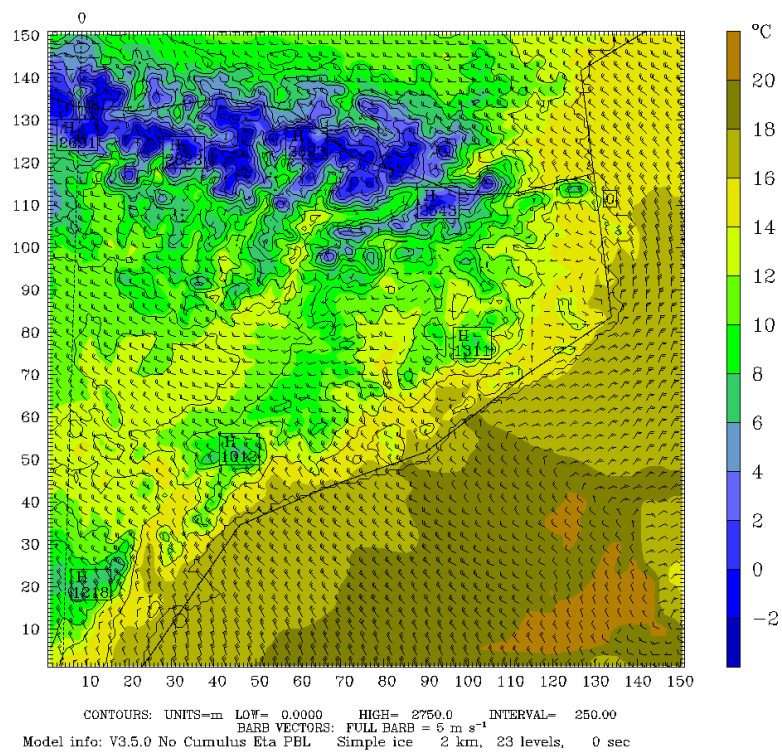 0
°C
150
140
130
120
110
100
90
80
70
60
50
40
30
20
10
H
H
H
H
0
H
1311
H
1012
H
1218
20
18
16
14
12
10
8
6
4
2
0
−2
10 20 30 40 50 60 70 80 90 100 110 120 130 140 150
CONTOURS: UNITS=m LOW= 0.0000 HIGH= 2750.0 INTERVAL= 250.00
BARB VECTORS: FULL BARB = 5 m s⁻¹
Model info: V3.5.0 No Cumulus Eta PBL Simple ice 2 km, 23 levels, 0 sec